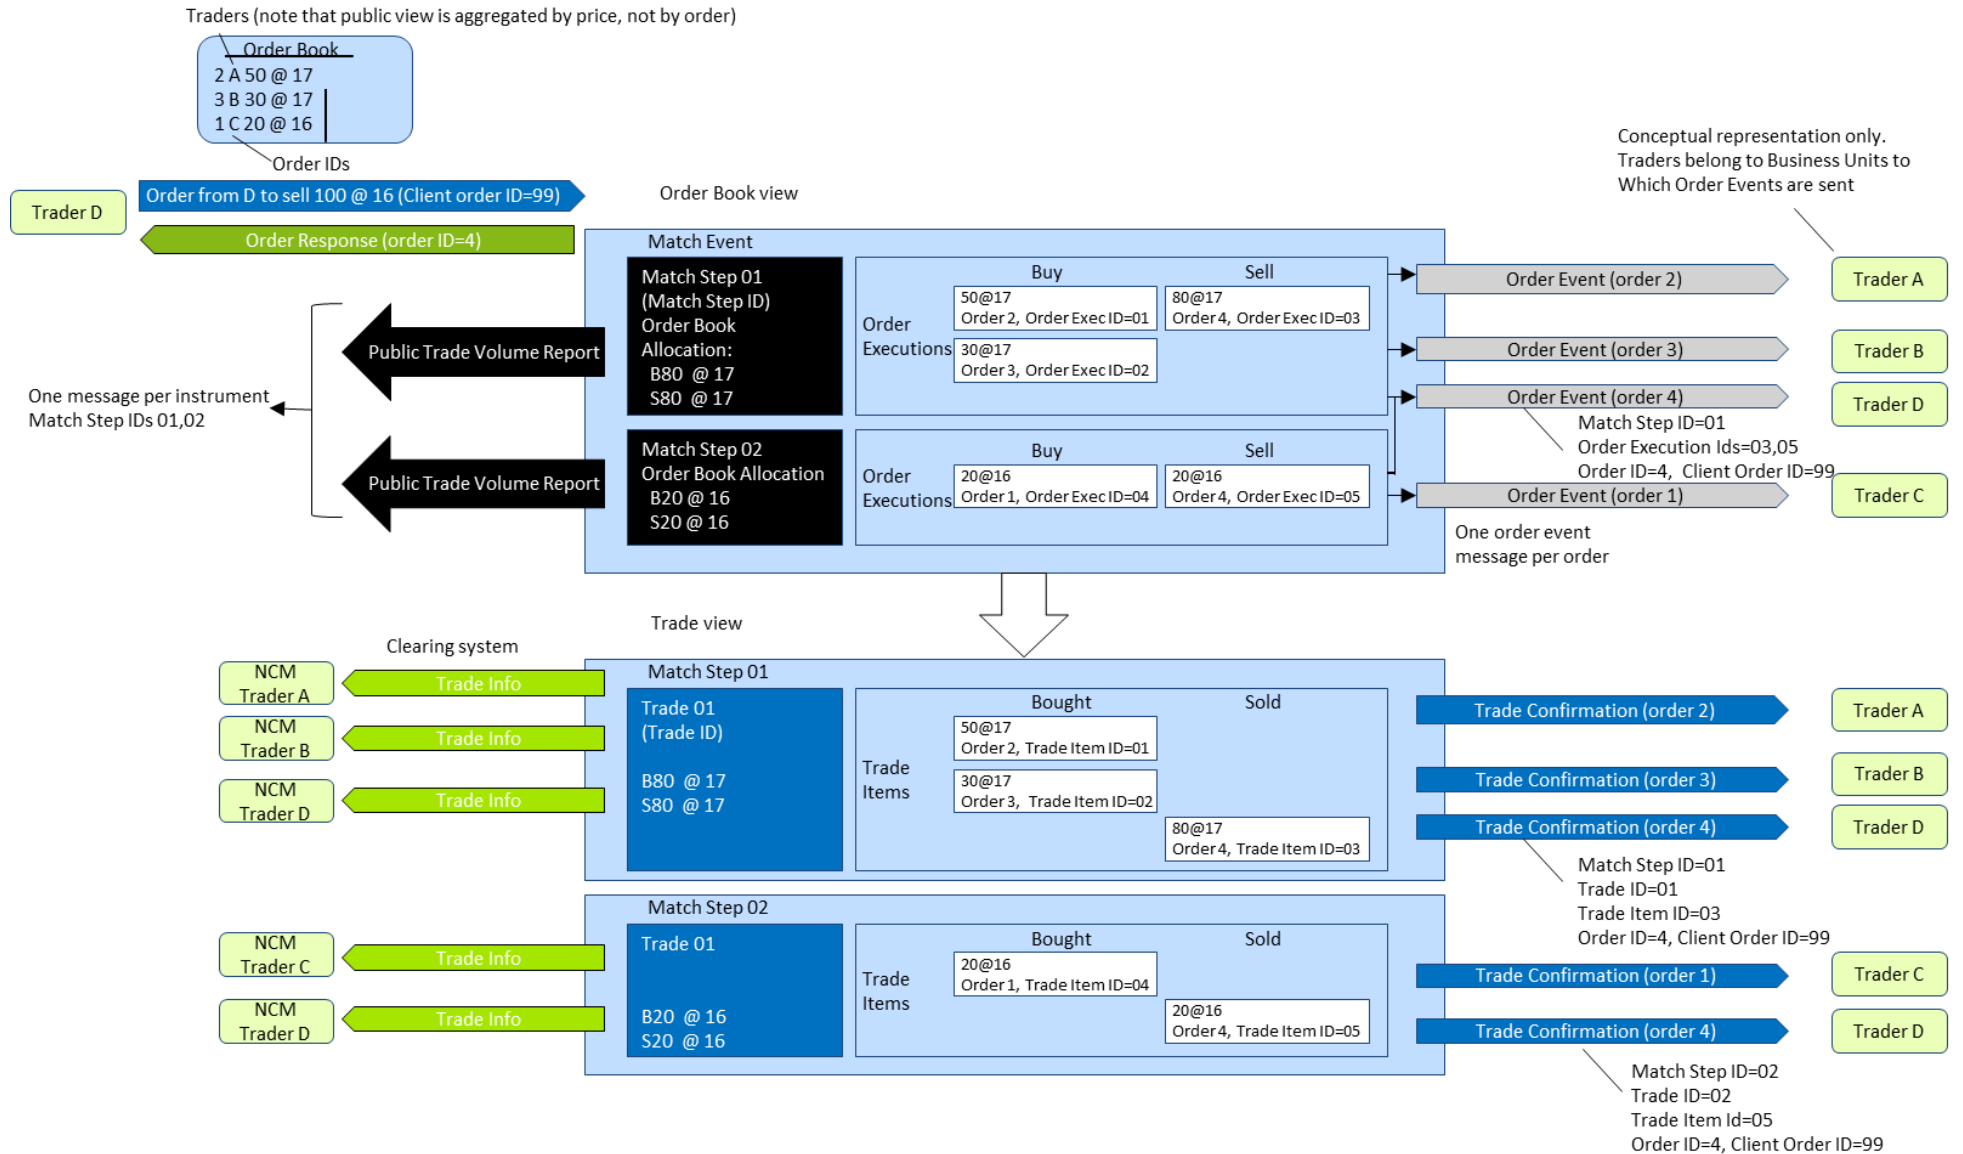 Traders (note that public view is aggregated by price, not by order)
Order Book
2 A 50 @ 17
3 B 30 @ 17
1 C 20 @ 16
Order IDs
Trader D
Order from D to sell 100 @ 16 (Client order ID=99)
Order Response (order ID=4)
Order Book view
Conceptual representation only.
Traders belong to Business Units to
Which Order Events are sent
Match Event
Match Step 01
(Match Step ID)
Order Book
Allocation:
B80 @ 17
S80 @ 17
Order
Executions
Buy
Sell
50@17
Order 2, Order Exec ID=01
80@17
Order 4, Order Exec ID=03
30@17
Order 3, Order Exec ID=02
Match Step 02
Order Book Allocation
B20 @ 16
S20 @ 16
Order
Executions
Buy
Sell
20@16
Order 1, Order Exec ID=04
20@16
Order 4, Order Exec ID=05
Public Trade Volume Report
Public Trade Volume Report
One message per instrument
Match Step IDs 01,02
Order Event (order 2)
Trader A
Order Event (order 3)
Trader B
Order Event (order 4)
Trader D
Match Step ID=01
Order Execution Ids=03,05
Order ID=4, Client Order ID=99
Order Event (order 1)
Trader C
One order event
message per order
Trade view
Clearing system
NCM
Trader A
Trade Info
NCM
Trader B
Trade Info
NCM
Trader D
Trade Info
Match Step 01
Trade 01
(Trade ID)
B80 @ 17
S80 @ 17
Trade
Items
Bought
Sold
50@17
Order 2, Trade Item ID=01
30@17
Order 3, Trade Item ID=02
80@17
Order 4, Trade Item ID=03
Trade Confirmation (order 2)
Trader A
Trade Confirmation (order 3)
Trader B
Trade Confirmation (order 4)
Trader D
Match Step ID=01
Trade ID=01
Trade Item ID=03
Order ID=4, Client Order ID=99
NCM
Trader C
Trade Info
NCM
Trader D
Trade Info
Match Step 02
Trade 01
B20 @ 16
S20 @ 16
Trade
Items
Bought
Sold
20@16
Order 1, Trade Item ID=04
20@16
Order 4, Trade Item ID=05
Trade Confirmation (order 1)
Trader C
Trade Confirmation (order 4)
Trader D
Match Step ID=02
Trade ID=02
Trade Item Id=05
Order ID=4, Client Order ID=99